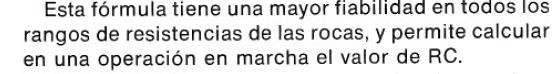 Esta fórmula tiene una mayor fiabilidad en todos los
rangos de resistencias de las rocas, y permite calcular
en una operación en marcha el valor de RC.